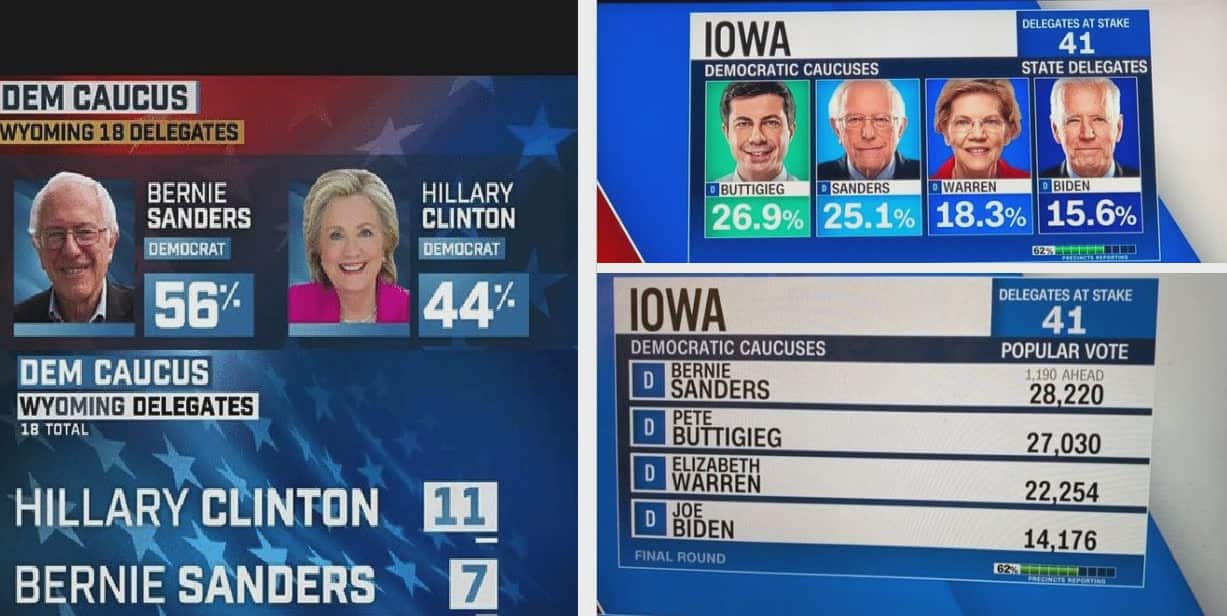 DEM CAUCUS
WYOMING 18 DELEGATES
BERNIE
SANDERS
DEMOCRAT
56%
HILLARY
CLINTON
DEMOCRAT
44%
DEM CAUCUS
WYOMING DELEGATES
18 TOTAL
HILLARY CLINTON 11
BERNIE SANDERS 7
IOWA
DELEGATES AT STAKE
41
DEMOCRATIC CAUCUSES
STATE DELEGATES
D BUTTIGIEG
26.9%
D SANDERS
25.1%
D WARREN
18.3%
D BIDEN
15.6%
62%
PRECINCTS REPORTING
IOWA
DELEGATES AT STAKE
41
DEMOCRATIC CAUCUSES
POPULAR VOTE
D BERNIE
SANDERS
1,190 AHEAD
28,220
D PETE
BUTTIGIEG
27,030
D ELIZABETH
WARREN
22,254
D JOE
BIDEN
14,176
FINAL ROUND
62%
PRECINCTS REPORTING